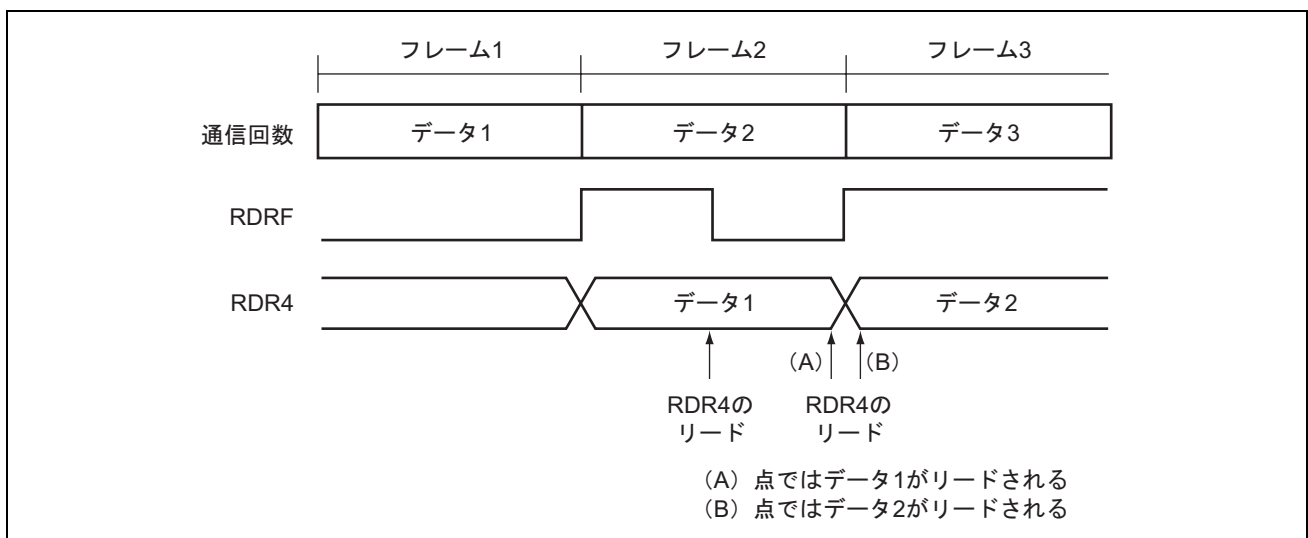 フレーム1 フレーム2 フレーム3
通信回数 データ1 データ2 データ3
RDRF
RDR4 データ1 データ2
（A） （B）
RDR4の RDR4の
リード リード
（A）点ではデータ1がリードされる
（B）点ではデータ2がリードされる